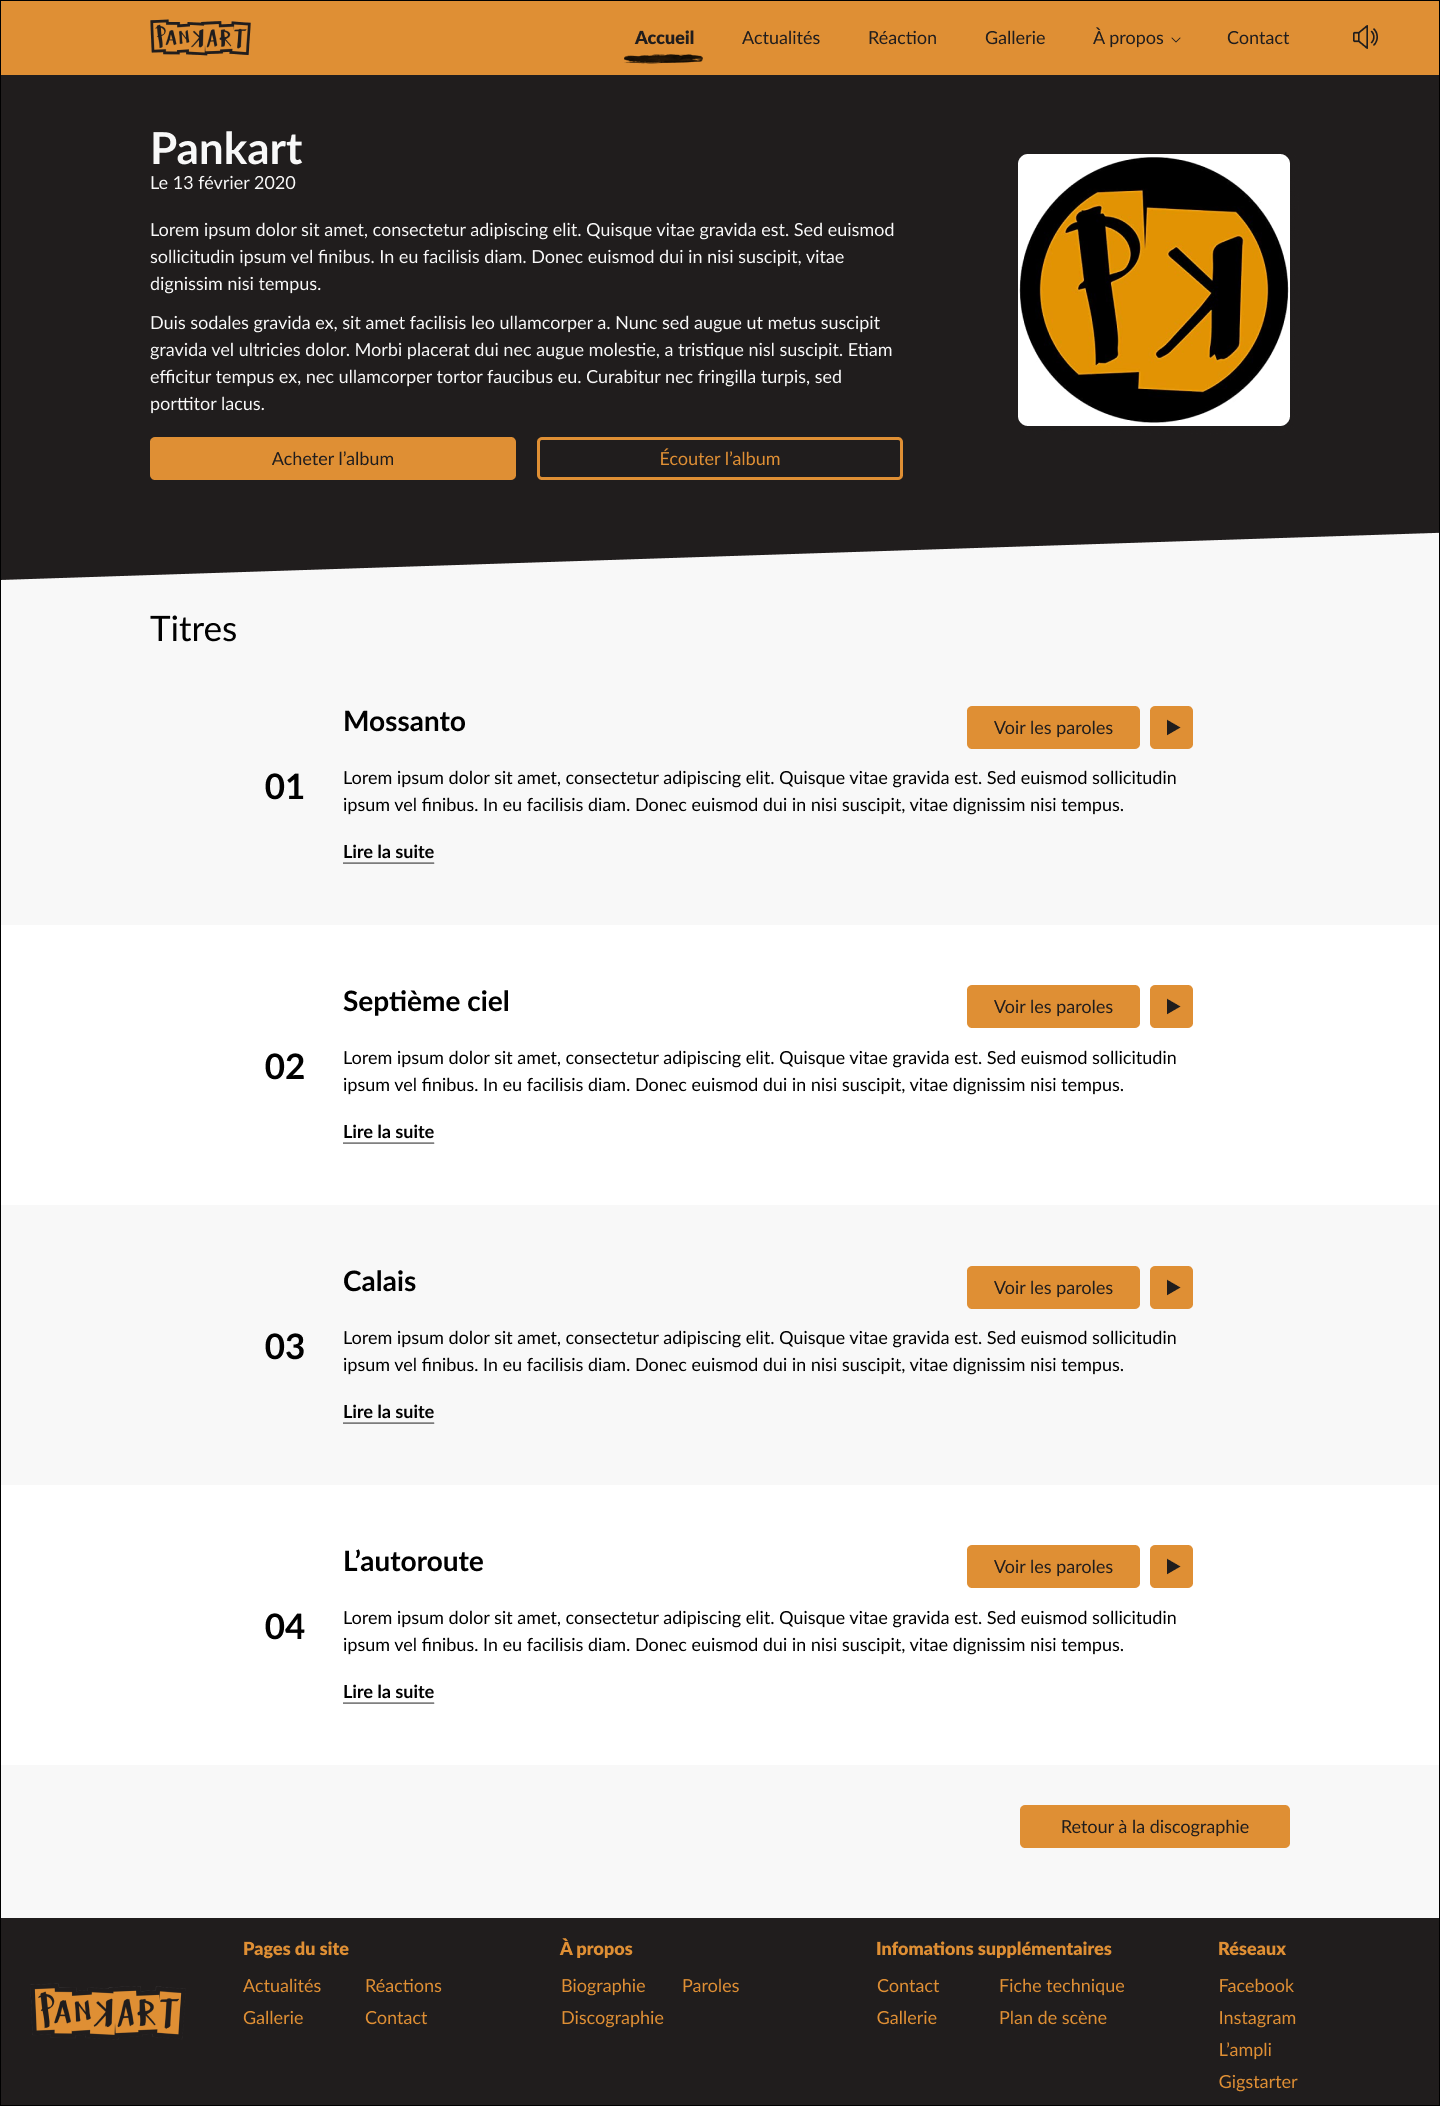 PANKART
Accueil
Actualités
Réaction
Gallerie
À propos
Contact
Pankart
Le 13 février 2020
Lorem ipsum dolor sit amet, consectetur adipiscing elit. Quisque vitae gravida est. Sed euismod
sollicitudin ipsum vel finibus. In eu facilisis diam. Donec euismod dui in nisi suscipit, vitae
dignissim nisi tempus.
Duis sodales gravida ex, sit amet facilisis leo ullamcorper a. Nunc sed augue ut metus suscipit
gravida vel ultricies dolor. Morbi placerat dui nec augue molestie, a tristique nisl suscipit. Etiam
efficitur tempus ex, nec ullamcorper tortor faucibus eu. Curabitur nec fringilla turpis, sed
porttitor lacus.
Acheter l’album
Écouter l’album
PK
Titres
01
Mossanto
Voir les paroles
Lorem ipsum dolor sit amet, consectetur adipiscing elit. Quisque vitae gravida est. Sed euismod sollicitudin
ipsum vel finibus. In eu facilisis diam. Donec euismod dui in nisi suscipit, vitae dignissim nisi tempus.
Lire la suite
02
Septième ciel
Voir les paroles
Lorem ipsum dolor sit amet, consectetur adipiscing elit. Quisque vitae gravida est. Sed euismod sollicitudin
ipsum vel finibus. In eu facilisis diam. Donec euismod dui in nisi suscipit, vitae dignissim nisi tempus.
Lire la suite
03
Calais
Voir les paroles
Lorem ipsum dolor sit amet, consectetur adipiscing elit. Quisque vitae gravida est. Sed euismod sollicitudin
ipsum vel finibus. In eu facilisis diam. Donec euismod dui in nisi suscipit, vitae dignissim nisi tempus.
Lire la suite
04
L’autoroute
Voir les paroles
Lorem ipsum dolor sit amet, consectetur adipiscing elit. Quisque vitae gravida est. Sed euismod sollicitudin
ipsum vel finibus. In eu facilisis diam. Donec euismod dui in nisi suscipit, vitae dignissim nisi tempus.
Lire la suite
Retour à la discographie
PANKART
Pages du site
Actualités
Réactions
Gallerie
Contact
À propos
Biographie
Paroles
Discographie
Infomations supplémentaires
Contact
Fiche technique
Gallerie
Plan de scène
Réseaux
Facebook
Instagram
L’ampli
Gigstarter